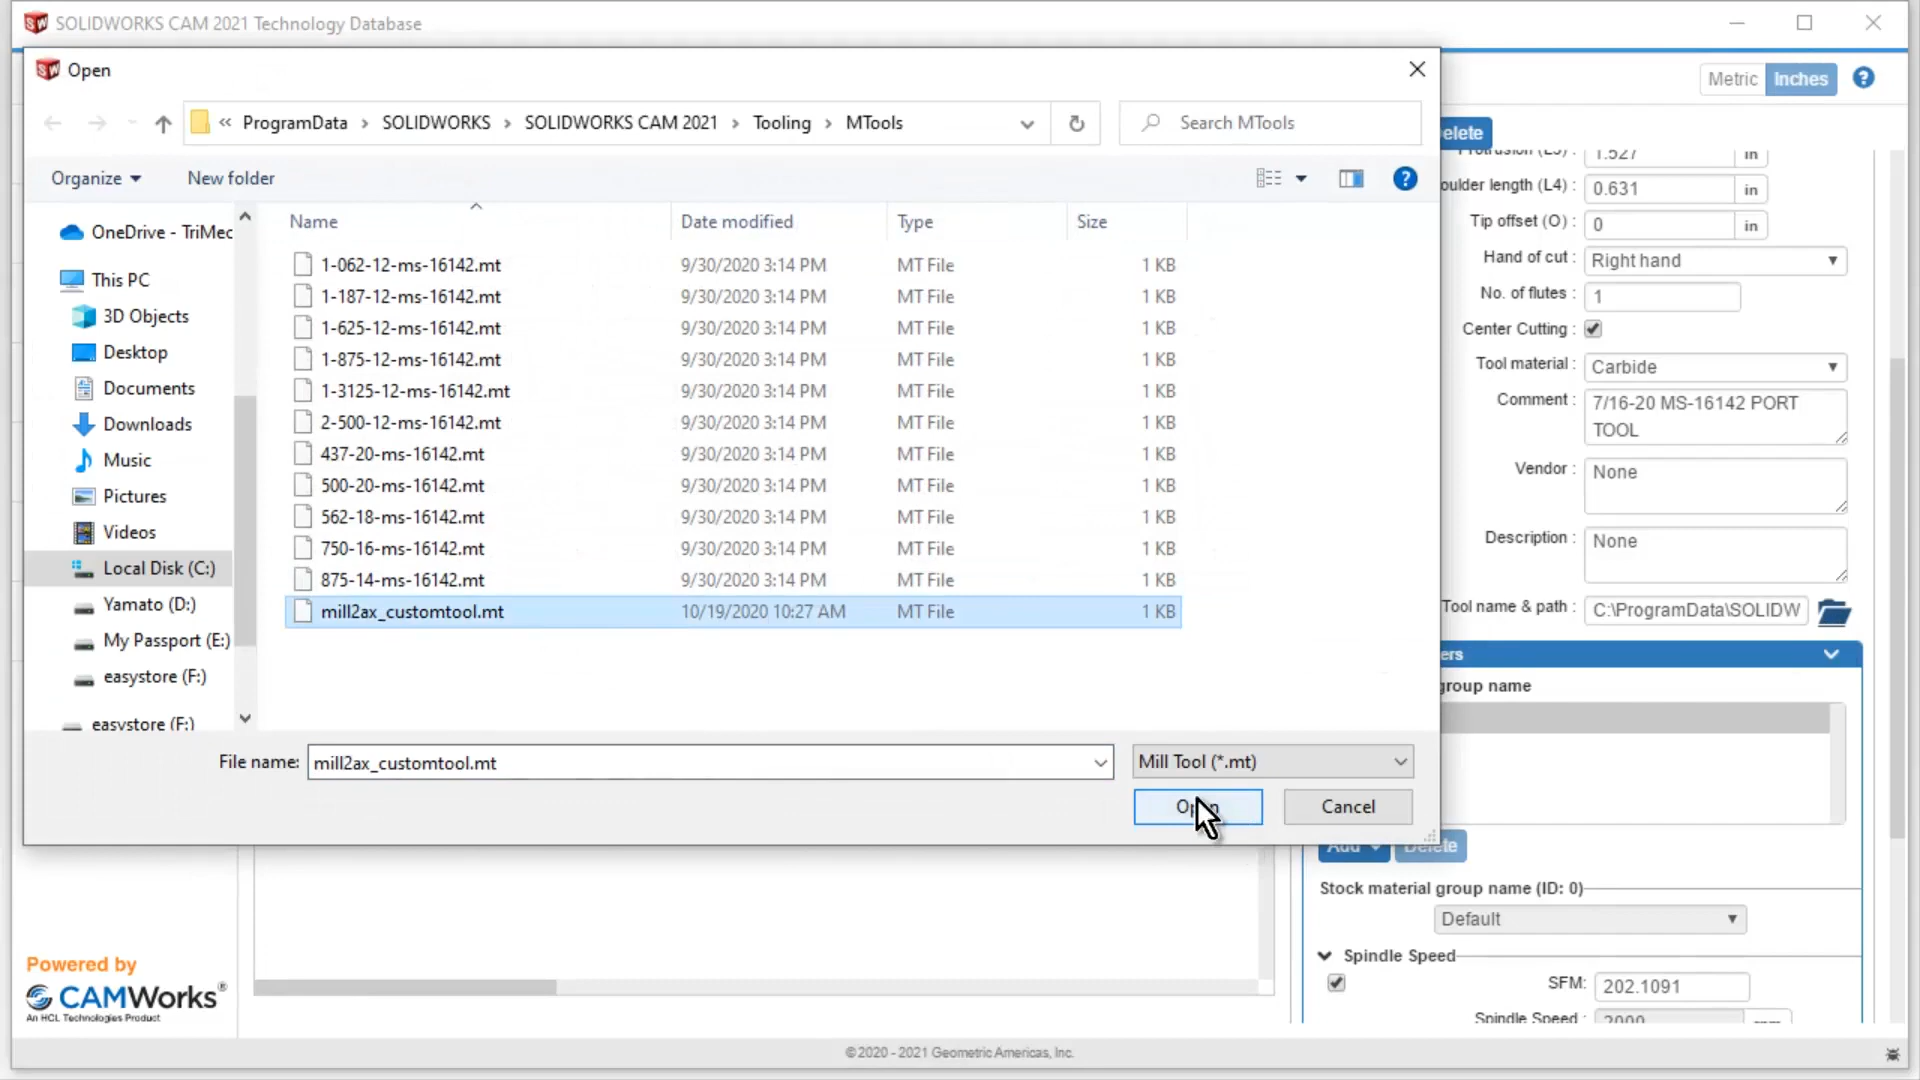 SOLIDWORKS CAM 2021 Technology Database
Open
Metric
Inches
ProgramData
SOLIDWORKS
SOLIDWORKS CAM 2021
Tooling
MTools
Search MTools
elete
Organize
New folder
Name
Date modified
Type
Size
OneDrive - TriMec
This PC
3D Objects
Desktop
Documents
Downloads
Music
Pictures
Videos
Local Disk (C:)
Yamato (D:)
My Passport (E:)
easystore (F:)
easystore (F:)
1-062-12-ms-16142.mt 9/30/2020 3:14 PM MT File 1 KB
1-187-12-ms-16142.mt 9/30/2020 3:14 PM MT File 1 KB
1-625-12-ms-16142.mt 9/30/2020 3:14 PM MT File 1 KB
1-875-12-ms-16142.mt 9/30/2020 3:14 PM MT File 1 KB
1-3125-12-ms-16142.mt 9/30/2020 3:14 PM MT File 1 KB
2-500-12-ms-16142.mt 9/30/2020 3:14 PM MT File 1 KB
437-20-ms-16142.mt 9/30/2020 3:14 PM MT File 1 KB
500-20-ms-16142.mt 9/30/2020 3:14 PM MT File 1 KB
562-18-ms-16142.mt 9/30/2020 3:14 PM MT File 1 KB
750-16-ms-16142.mt 9/30/2020 3:14 PM MT File 1 KB
875-14-ms-16142.mt 9/30/2020 3:14 PM MT File 1 KB
mill2ax_customtool.mt 10/19/2020 10:27 AM MT File 1 KB
File name: mill2ax_customtool.mt
Mill Tool (*.mt)
Open
Cancel
Protrusion (L3) : 1.527 in
oulder length (L4) : 0.631 in
Tip offset (O) : 0 in
Hand of cut : Right hand
No. of flutes : 1
Center Cutting :
Tool material : Carbide
Comment : 7/16-20 MS-16142 PORT
TOOL
Vendor : None
Description : None
Tool name & path : C:\ProgramData\SOLIDW
ers
group name
Add
Delete
Stock material group name (ID: 0)
Default
Spindle Speed
SFM: 202.1091
Spindle Speed : 2000
Powered by
CAMWorks®
An HCL Technologies Product
© 2020 - 2021 Geometric Americas, Inc.